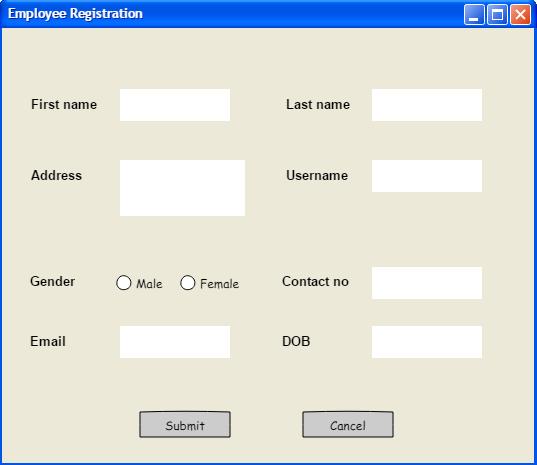 Employee Registration
First name
Last name
Address
Username
Gender
Male
Female
Contact no
Email
DOB
Submit
Cancel